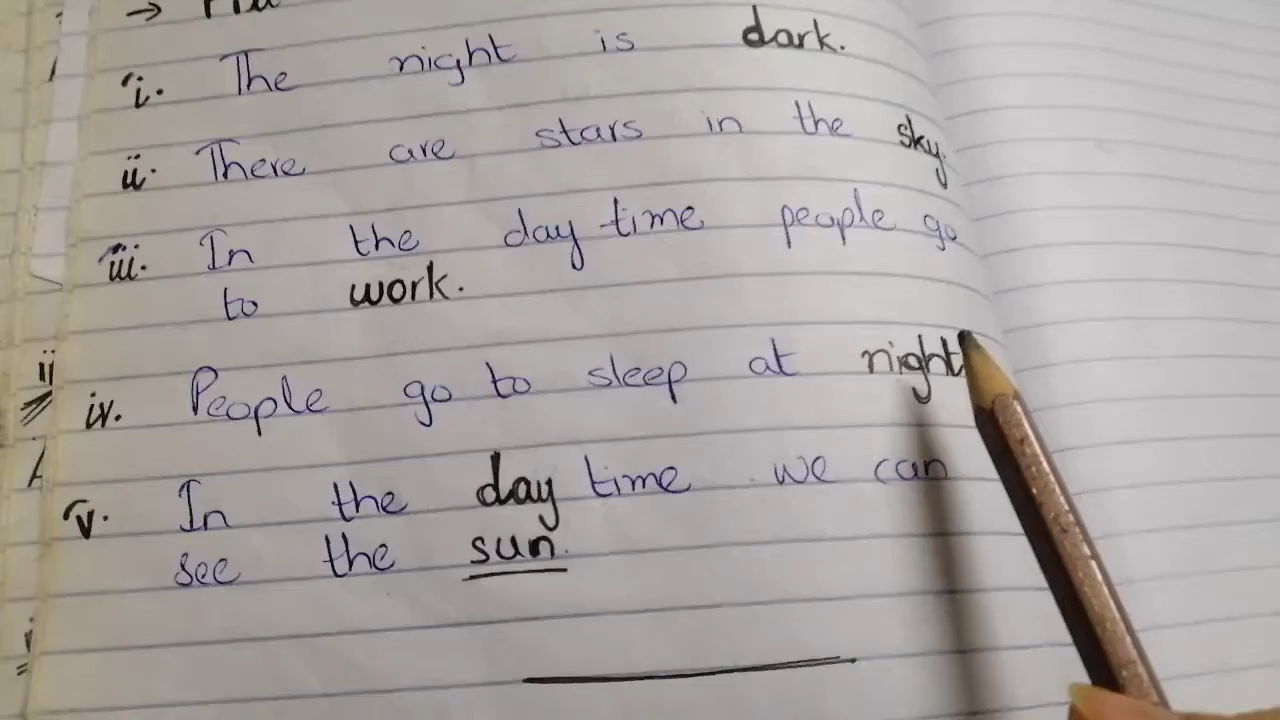 i. The night is dark.
ii. There are stars in the sky.
iii. In the day time people go
to work.
iv. People go to sleep at night
v. In the day time we can
see the sun.